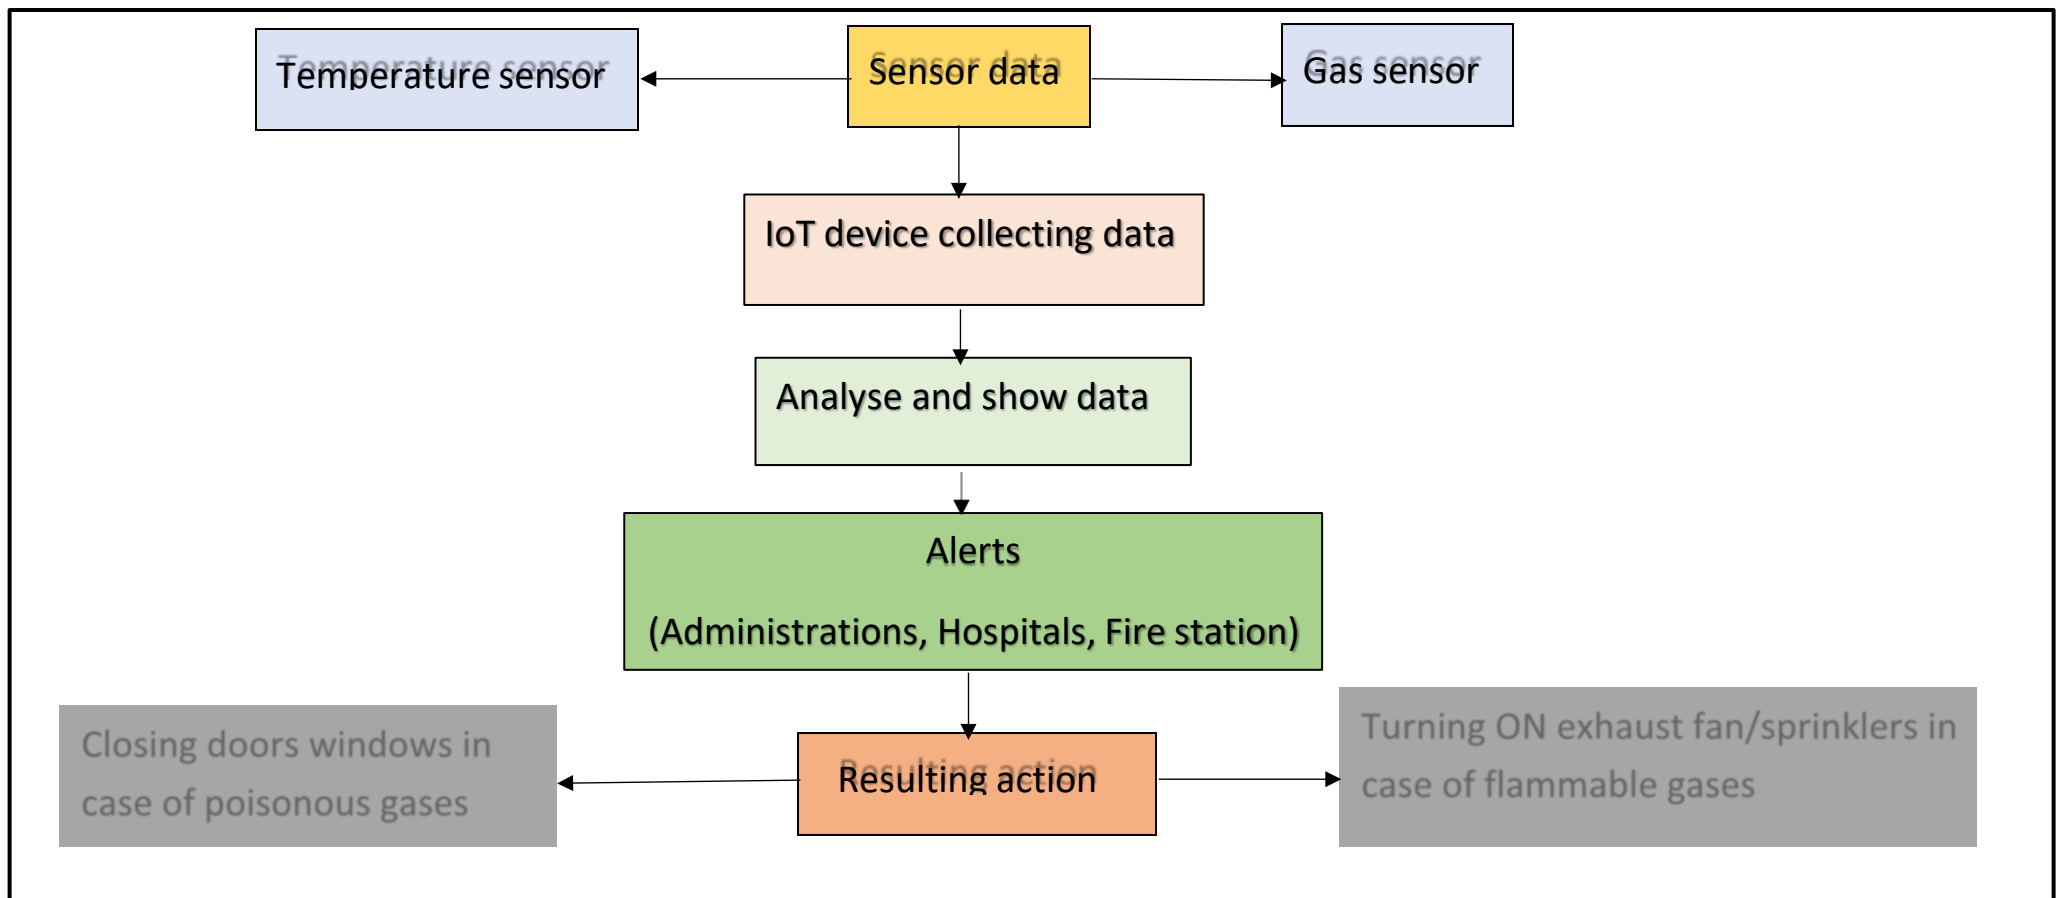 Temperature sensor
Sensor data
Gas sensor
IoT device collecting data
Analyse and show data
Alerts
(Administrations, Hospitals, Fire station)
Closing doors windows in
case of poisonous gases
Resulting action
Turning ON exhaust fan/sprinklers in
case of flammable gases